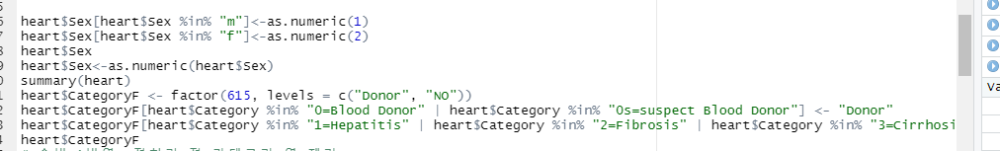 heart$Sex[heart$Sex %in% "m"]<-as.numeric(1)
heart$Sex[heart$Sex %in% "f"]<-as.numeric(2)
heart$Sex
heart$Sex<-as.numeric(heart$Sex)
summary(heart)
heart$CategoryF <- factor(615, levels = c("Donor", "NO"))
heart$CategoryF[heart$Category %in% "0=Blood Donor" | heart$Category %in% "0s=suspect Blood Donor"] <- "Donor"
heart$CategoryF[heart$Category %in% "1=Hepatitis" | heart$Category %in% "2=Fibrosis" | heart$Category %in% "3=Cirrhosi
heart$CategoryF
Va